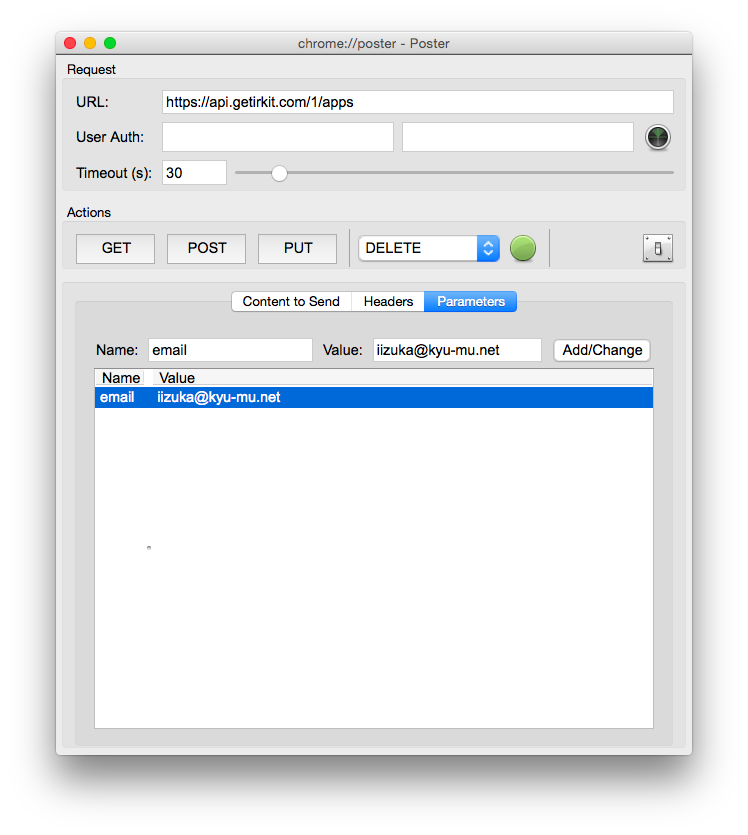 chrome://poster - Poster
Request
URL: https://api.getirkit.com/1/apps
User Auth:
Timeout (s): 30
Actions
GET POST PUT DELETE
Content to Send Headers Parameters
Name: email Value: iizuka@kyu-mu.net Add/Change
Name Value
email iizuka@kyu-mu.net